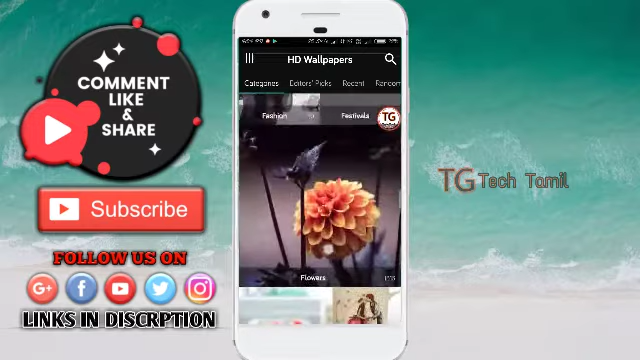 COMMENT
LIKE
&
SHARE
Subscribe
FOLLOW US ON
LINKS IN DISCRPTION
HD Wallpapers
Categories Editors' Picks Recent Random
Fashion Festivals
TG
Flowers
TG Tech Tamil